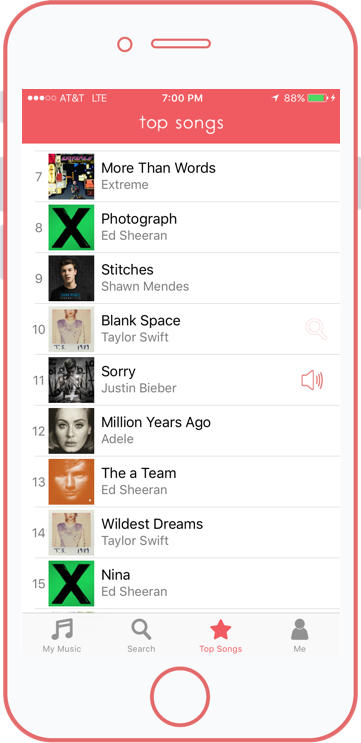 AT&T LTE 7:00 PM 88%
top songs
7 More Than Words
Extreme
8 Photograph
Ed Sheeran
9 Stitches
Shawn Mendes
10 Blank Space
Taylor Swift
T.S. 1989
11 Sorry
Justin Bieber
12 Million Years Ago
Adele
13 The a Team
Ed Sheeran
14 Wildest Dreams
Taylor Swift
T.S. 1989
15 Nina
Ed Sheeran
My Music Search Top Songs Me